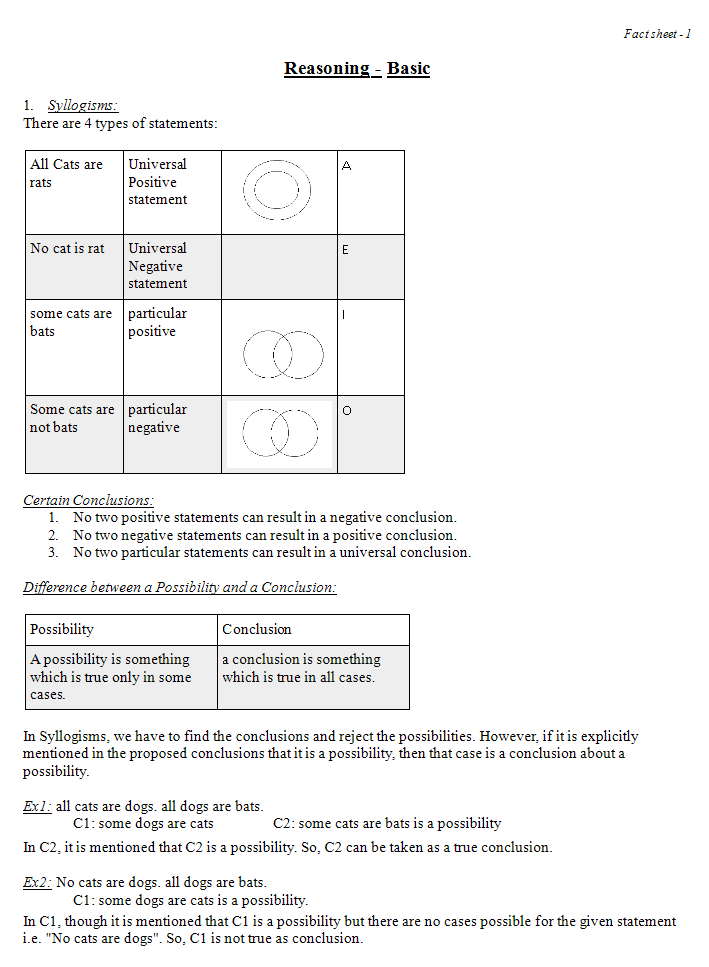 Fact sheet - 1
Reasoning - Basic
1. Syllogisms:
There are 4 types of statements:
All Cats are
rats
Universal
Positive
statement
A
No cat is rat
Universal
Negative
statement
E
some cats are
bats
particular
positive
I
Some cats are
not bats
particular
negative
O
Certain Conclusions:
1. No two positive statements can result in a negative conclusion.
2. No two negative statements can result in a positive conclusion.
3. No two particular statements can result in a universal conclusion.
Difference between a Possibility and a Conclusion:
Possibility
Conclusion
A possibility is something
which is true only in some
cases.
a conclusion is something
which is true in all cases.
In Syllogisms, we have to find the conclusions and reject the possibilities. However, if it is explicitly
mentioned in the proposed conclusions that it is a possibility, then that case is a conclusion about a
possibility.
Ex1: all cats are dogs. all dogs are bats.
C1: some dogs are cats C2: some cats are bats is a possibility
In C2, it is mentioned that C2 is a possibility. So, C2 can be taken as a true conclusion.
Ex2: No cats are dogs. all dogs are bats.
C1: some dogs are cats is a possibility.
In C1, though it is mentioned that C1 is a possibility but there are no cases possible for the given statement
i.e. "No cats are dogs". So, C1 is not true as conclusion.